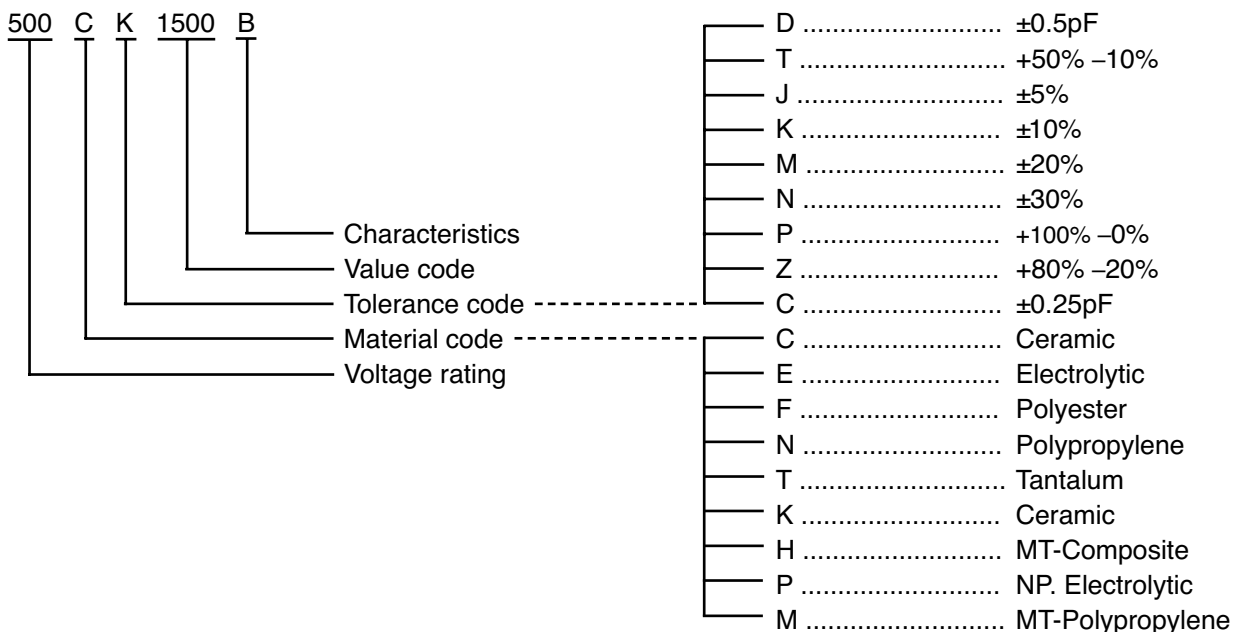 500 C K 1500 B
Characteristics
Value code
Tolerance code
Material code
Voltage rating
D ............................ ±0.5pF
T ............................ +50% –10%
J ............................ ±5%
K ........................... ±10%
M ........................... ±20%
N ........................... ±30%
P ........................... +100% –0%
Z ........................... +80% –20%
C ........................... ±0.25pF
C ........................... Ceramic
E ........................... Electrolytic
F ........................... Polyester
N ........................... Polypropylene
T ............................ Tantalum
K ........................... Ceramic
H ........................... MT-Composite
P ........................... NP. Electrolytic
M ........................... MT-Polypropylene